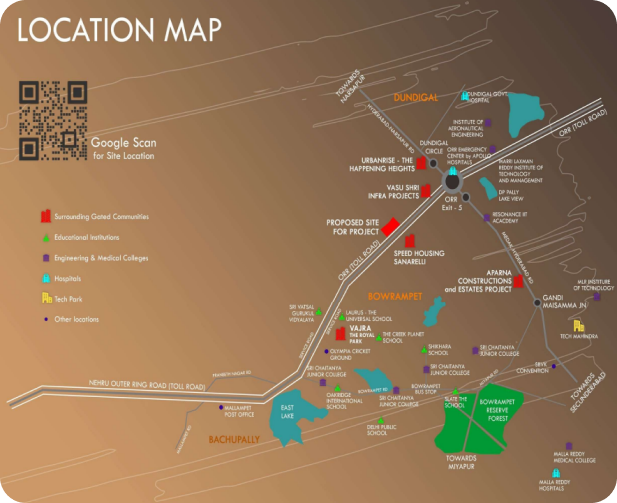 LOCATION MAP
Google Scan
for Site Location
Surrounding Gated Communities
Educational Institutions
Engineering & Medical Colleges
Hospitals
Tech Park
Other locations
TOWARDS
NARSAPUR
HYDERABAD-NARSAPUR RD
DUNDIGAL
DUNDIGAL GOVT.
HOSPITAL
INSTITUTE OF
AERONAUTICAL
ENGINEERING
ORR (TOLL ROAD)
DUNDIGAL
CIRCLE
ORR EMERGENCY
CENTER by APOLLO
HOSPITALS
MARRI LAXMAN
REDDY INSTITUTE OF
TECHNOLOGY
AND MANAGEMENT
URBANRISE - THE
HAPPENING HEIGHTS
VASU SHRI
INFRA PROJECTS
DP PALLY
LAKE VIEW
ORR
Exit - 5
RESONANCE RT
ACADEMY
PROPOSED SITE
FOR PROJECT
SPEED HOUSING
SANARELLI
ORR (TOLL ROAD)
APARNA
CONSTRUCTIONS
and ESTATES PROJECT
MLR INSTITUTE
OF TECHNOLOGY
GANDI
MAISAMMA JN
BOWRAMPET
SRI VATSAL
GURUKUL
VIDYALAYA
LAURUS - THE
UNIVERSAL SCHOOL
VAJRA
THE ROYAL
PARK
THE CREEK PLANET
SCHOOL
TECH MAHINDRA
OLYMPIA CRICKET
GROUND
SHIKHARA
SCHOOL
SRI CHAITANYA
JUNIOR COLLEGE
SRI CHAITANYA
JUNIOR COLLEGE
SRI CHAITANYA
JUNIOR COLLEGE
CONVENTION
TOWARDS
SECUNDERABAD
NEHRU OUTER RING ROAD (TOLL ROAD)
MALLAMPET
POST OFFICE
EAST
LAKE
OAKRIDGE
INTERNATIONAL
SCHOOL
BOWRAMPET RD
SRI CHAITANYA
JUNIOR COLLEGE
BOWRAMPET
BUS STOP
SLATE THE
SCHOOL
BOWRAMPET
RESERVE
FOREST
BACHUPALLY
DELHI PUBLIC
SCHOOL
TOWARDS
MIYAPUR
MALLA REDDY
MEDICAL COLLEGE
MALLA REDDY
HOSPITALS